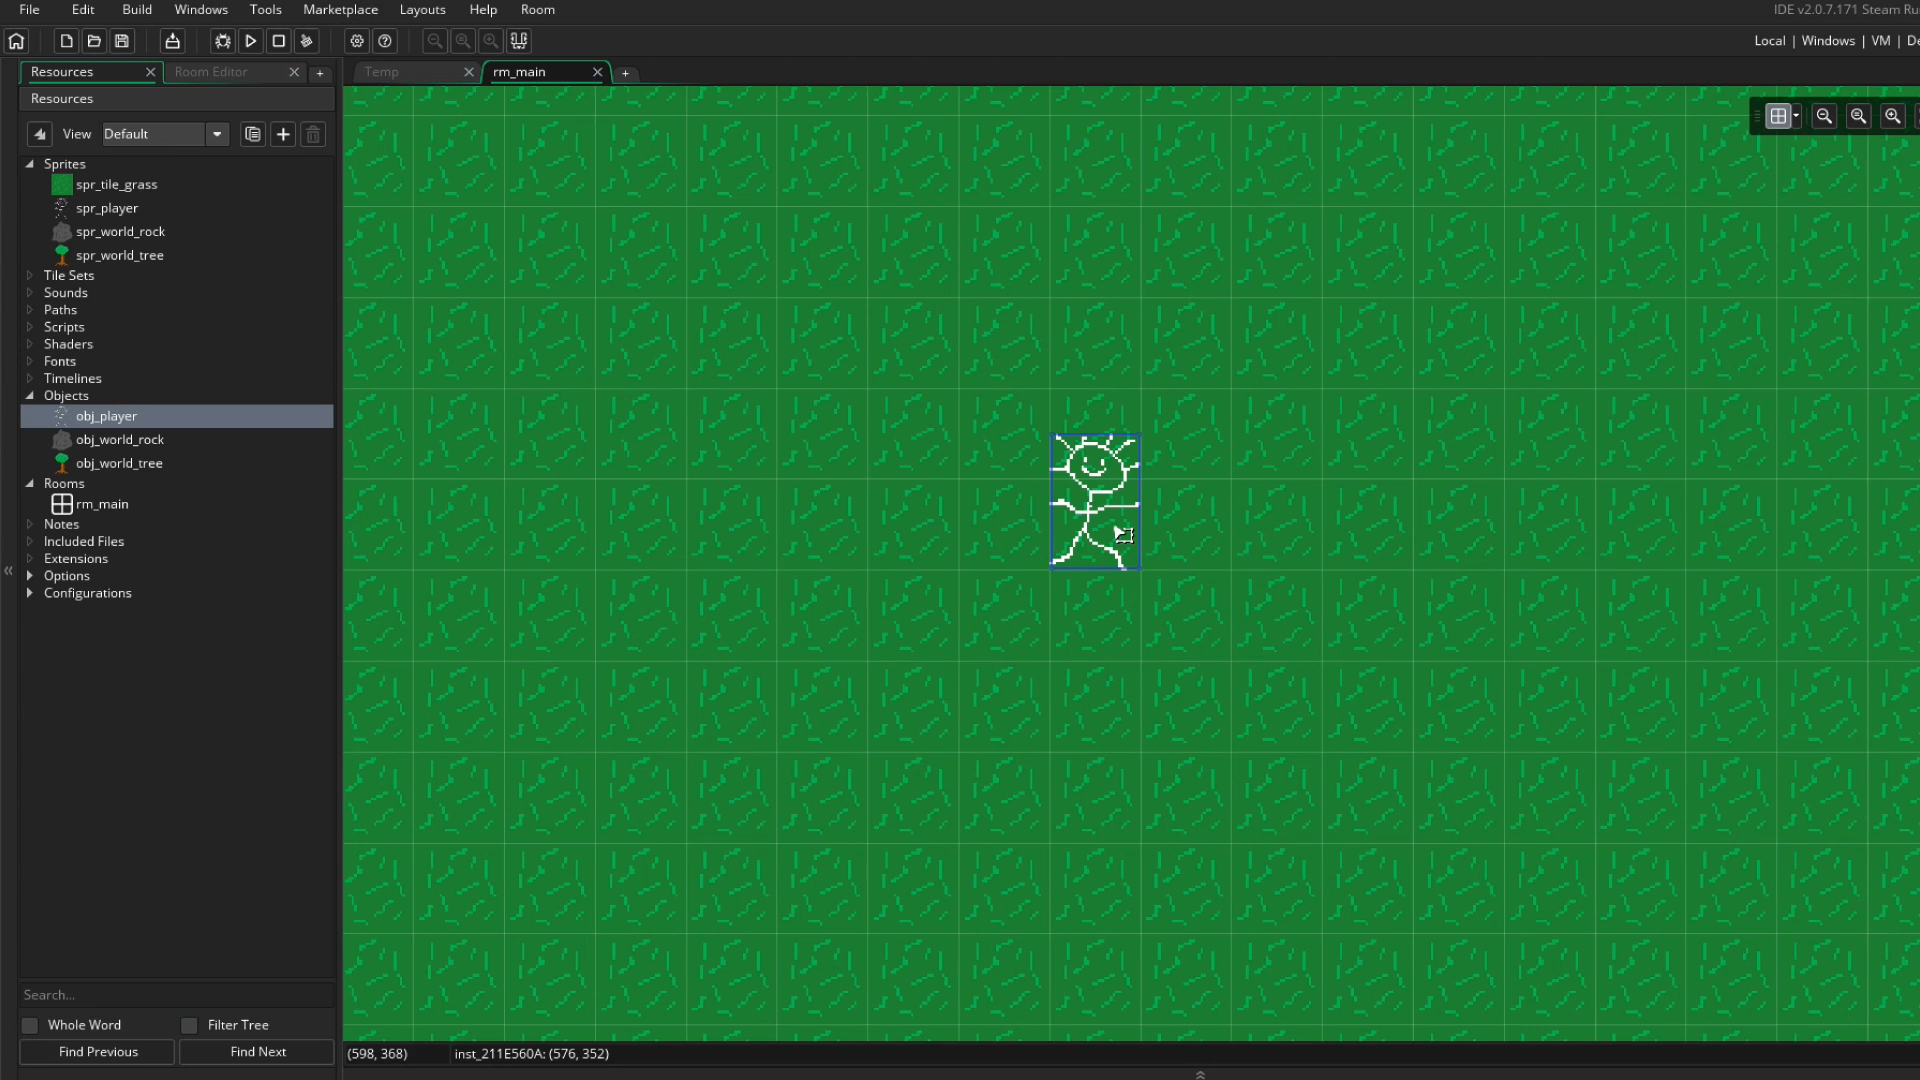 File Edit Build Windows Tools Marketplace Layouts Help Room
IDE v2.0.7.171 Steam
Local | Windows | VM |
Resources Room Editor
Temp rm_main
Resources
View Default
Sprites
spr_tile_grass
spr_player
spr_world_rock
spr_world_tree
Tile Sets
Sounds
Paths
Scripts
Shaders
Fonts
Timelines
Objects
obj_player
obj_world_rock
obj_world_tree
Rooms
rm_main
Notes
Included Files
Extensions
Options
Configurations
Search...
Whole Word Filter Tree
Find Previous Find Next
(598, 368) inst_211E560A: (576, 352)